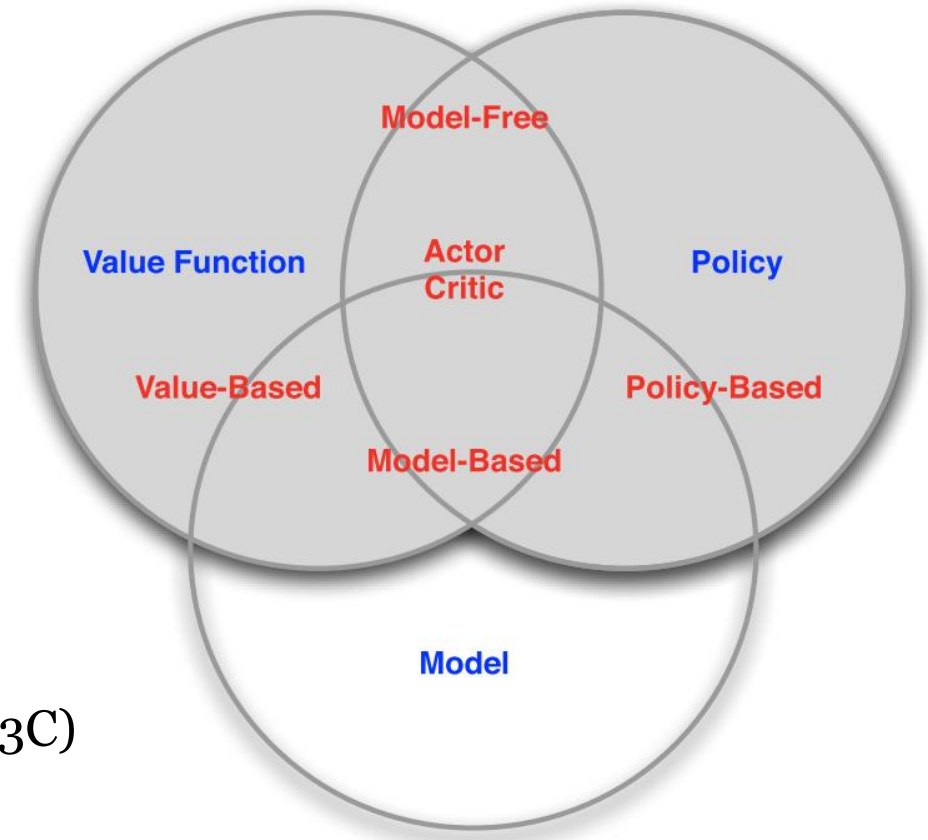 Model-Free
Actor
Critic
Value Function
Policy
Value-Based
Policy-Based
Model-Based
Model
3C)